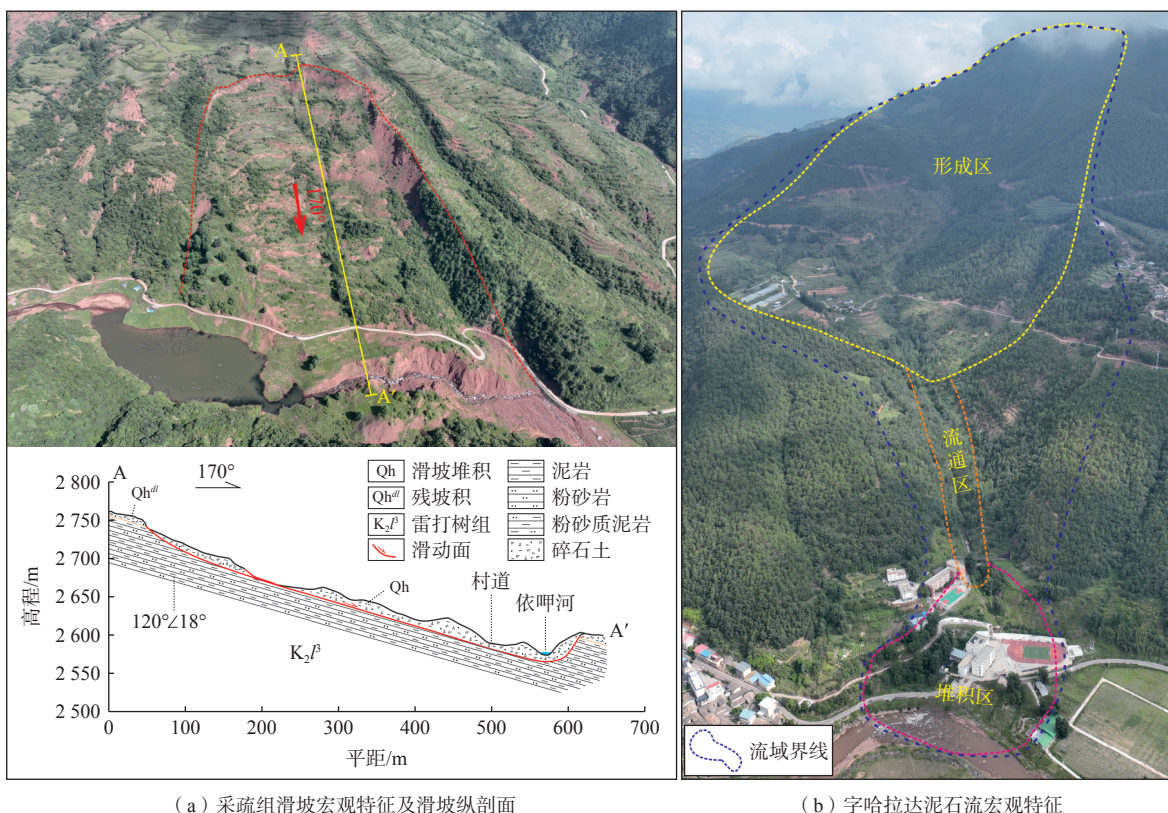 A
170°
A′
A
170°
Qhdl
2 800
2 750
2 700
2 650
2 600
2 550
2 500
高程/m
Qh 滑坡堆积
泥岩
Qhdl 残坡积
粉砂岩
K2l3 雷打树组
粉砂质泥岩
滑动面
碎石土
Qh
村道
依呷河
A′
120°∠18°
K2l3
0 100 200 300 400 500 600 700
平距/m
(a)采疏组滑坡宏观特征及滑坡纵剖面
形成区
流通区
堆积区
流域界线
(b)字哈拉达泥石流宏观特征